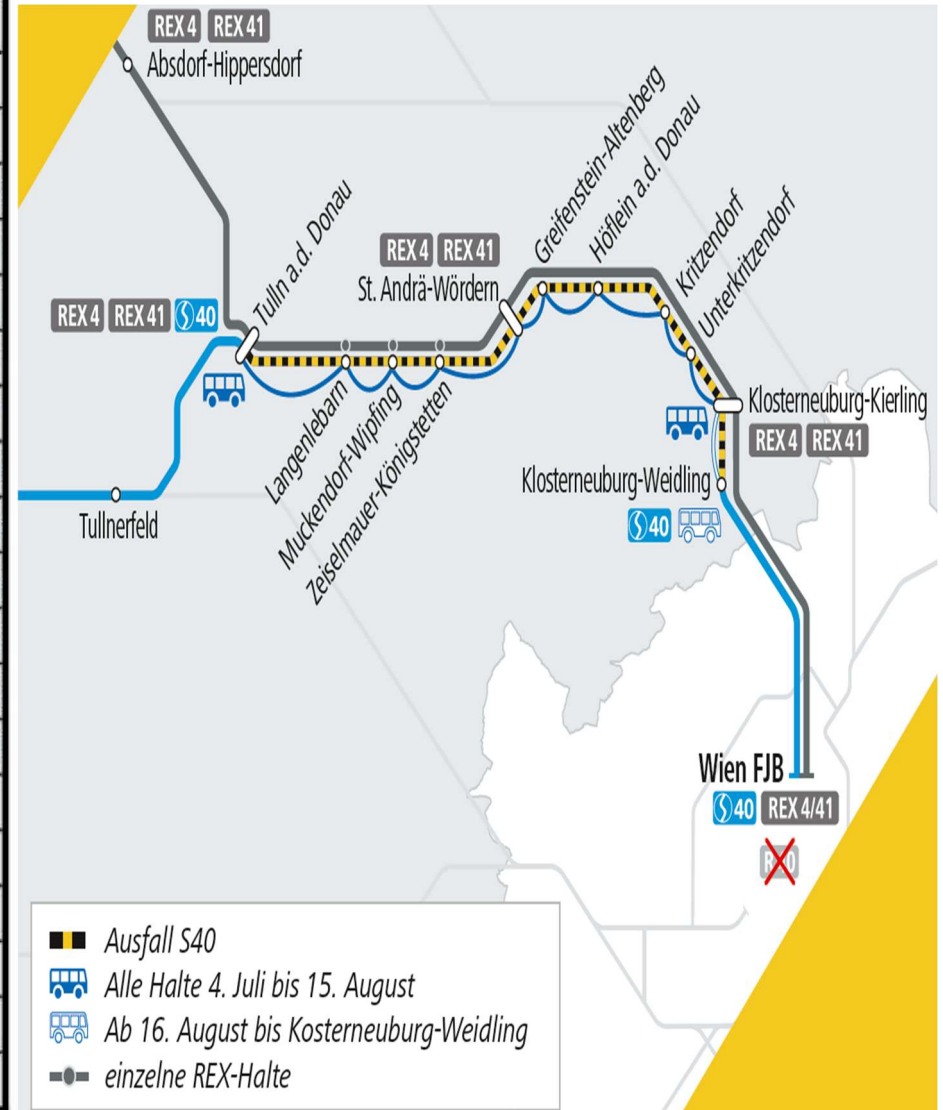 REX 4 REX 41
Absdorf-Hippersdorf
Tulln a.d. Donau
REX 4 REX 41
St. Andrä-Wördern
Greifenstein-Altenberg
Höflein a.d. Donau
Kritzendorf
Unterkritzendorf
REX 4 REX 41 S 40
Langenlebarn
Muckendorf-Wipfing
Zeiselmauer-Königstetten
Klosterneuburg-Kierling
REX 4 REX 41
Klosterneuburg-Weidling
S 40
Tullnerfeld
Wien FJB
S 40 REX 4/41
Ausfall S40
Alle Halte 4. Juli bis 15. August
Ab 16. August bis Kosterneuburg-Weidling
einzelne REX-Halte